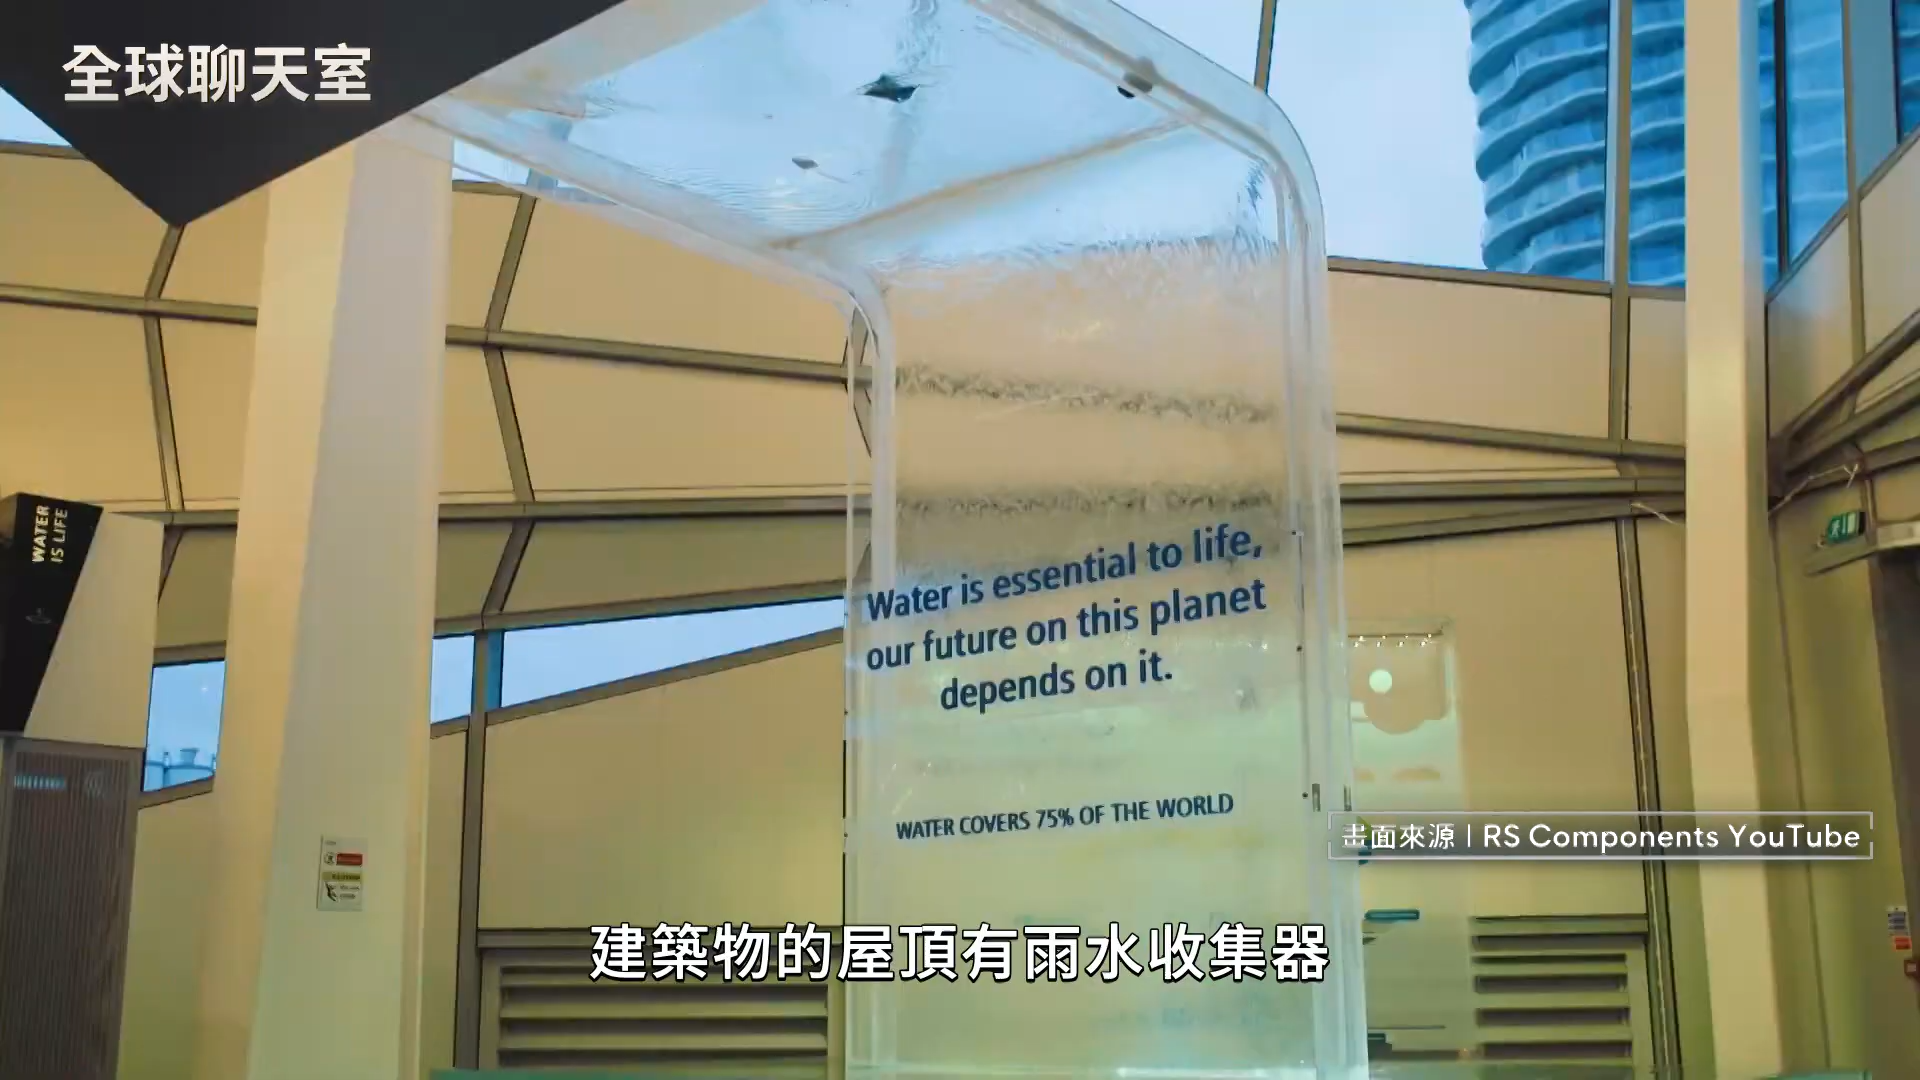 全球聊天室
WATER
IS LIFE
Water is essential to life,
our future on this planet
depends on it.
WATER COVERS 75% OF THE WORLD
畫面來源 | RS Components YouTube
建築物的屋頂有雨水收集器